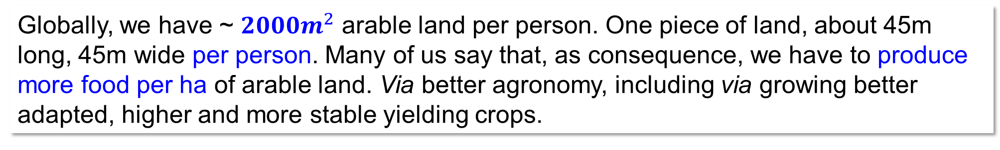 Globally, we have ~ 2000m² arable land per person. One piece of land, about 45m
long, 45m wide per person. Many of us say that, as consequence, we have to produce
more food per ha of arable land. Via better agronomy, including via growing better
adapted, higher and more stable yielding crops.